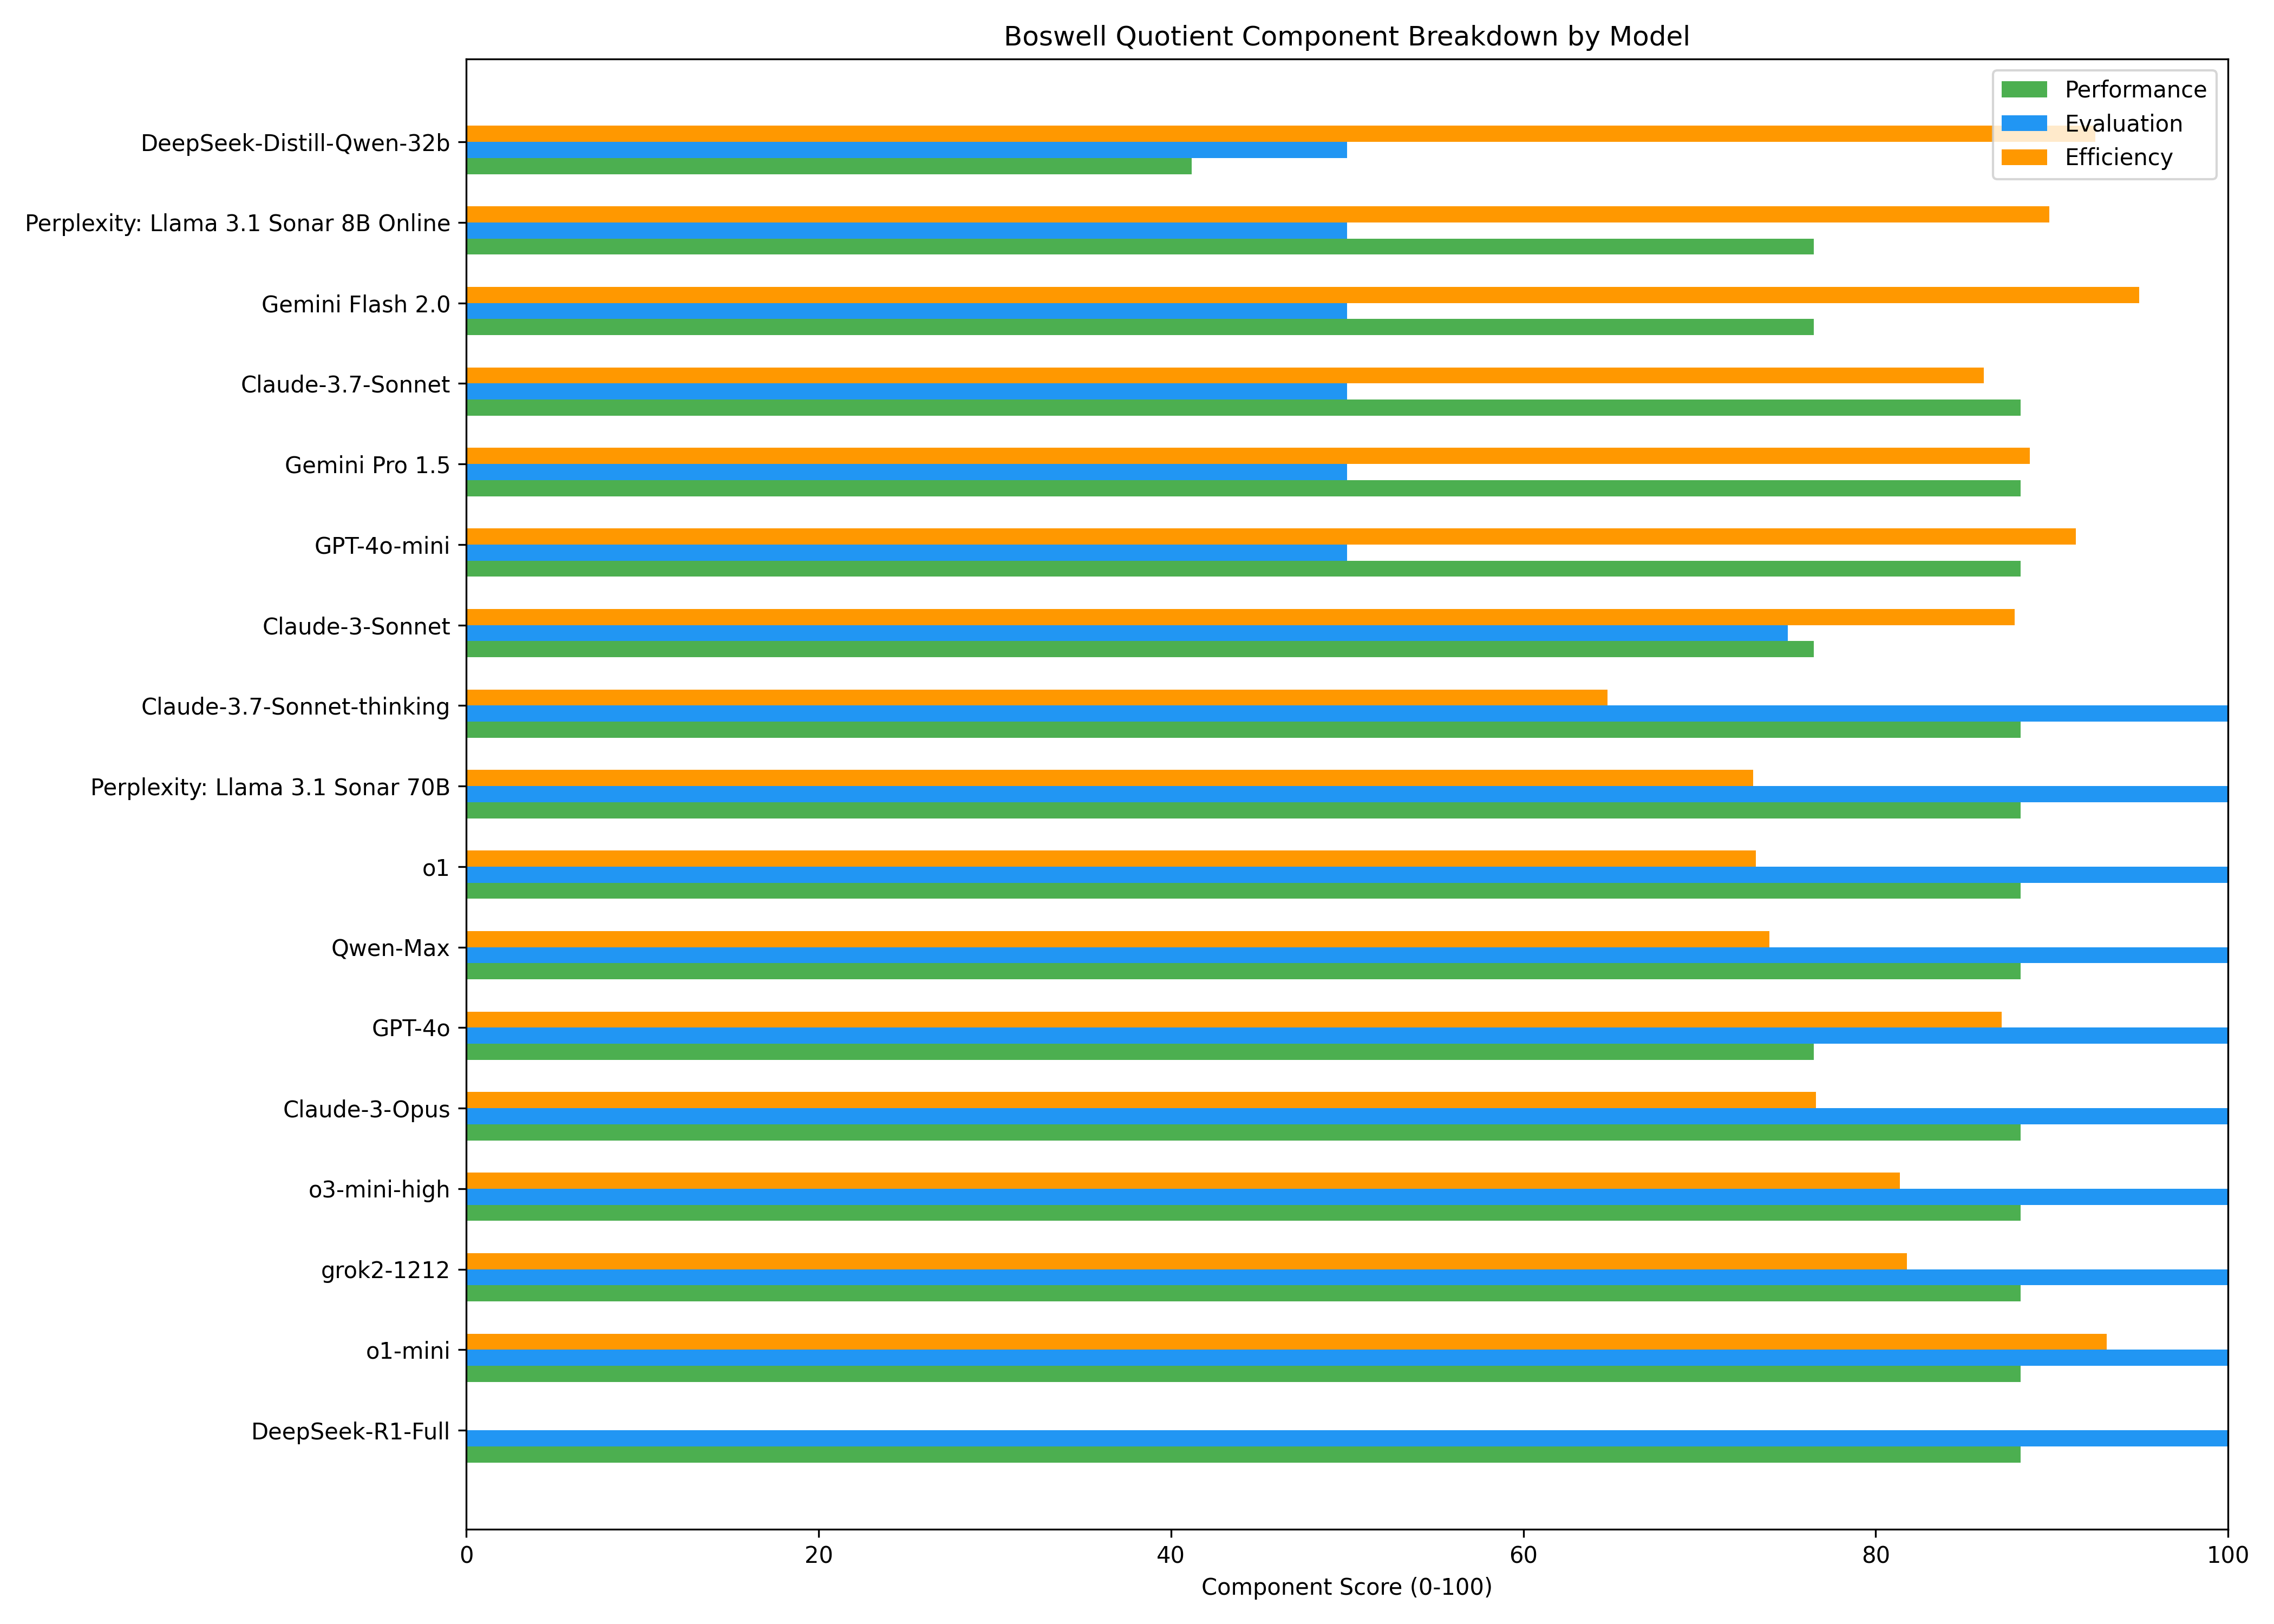 Boswell Quotient Component Breakdown by Model
Performance
Evaluation
Efficiency
DeepSeek-Distill-Qwen-32b
Perplexity: Llama 3.1 Sonar 8B Online
Gemini Flash 2.0
Claude-3.7-Sonnet
Gemini Pro 1.5
GPT-4o-mini
Claude-3-Sonnet
Claude-3.7-Sonnet-thinking
Perplexity: Llama 3.1 Sonar 70B
o1
Qwen-Max
GPT-4o
Claude-3-Opus
o3-mini-high
grok2-1212
o1-mini
DeepSeek-R1-Full
0 20 40 60 80 100
Component Score (0-100)